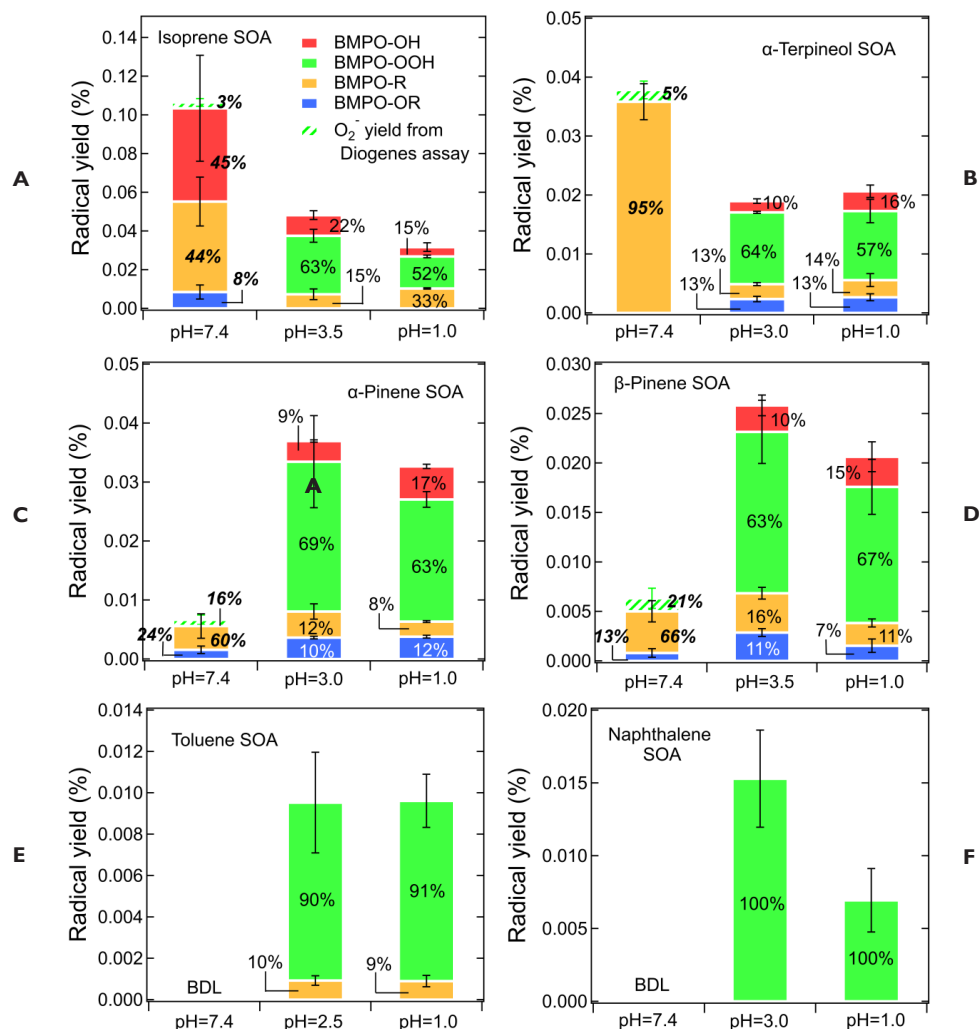 A
Radical yield (%)
0.14
0.12
0.10
0.08
0.06
0.04
0.02
0.00
Isoprene SOA
BMPO-OH
BMPO-OOH
BMPO-R
BMPO-OR
O2- yield from
Diogenes assay
3%
45%
44%
8%
22%
63%
15%
15%
52%
33%
pH=7.4
pH=3.5
pH=1.0
B
Radical yield (%)
0.05
0.04
0.03
0.02
0.01
0.00
α-Terpineol SOA
5%
95%
10%
64%
13%
13%
16%
57%
14%
13%
pH=7.4
pH=3.0
pH=1.0
C
Radical yield (%)
0.05
0.04
0.03
0.02
0.01
0.00
α-Pinene SOA
16%
24%
60%
9%
A
69%
12%
10%
17%
63%
8%
12%
pH=7.4
pH=3.0
pH=1.0
D
Radical yield (%)
0.030
0.025
0.020
0.015
0.010
0.005
0.000
β-Pinene SOA
21%
13%
66%
10%
63%
16%
11%
15%
67%
7%
11%
pH=7.4
pH=3.5
pH=1.0
E
Radical yield (%)
0.014
0.012
0.010
0.008
0.006
0.004
0.002
0.000
Toluene SOA
BDL
90%
10%
91%
9%
pH=7.4
pH=2.5
pH=1.0
F
Radical yield (%)
0.020
0.015
0.010
0.005
0.000
Naphthalene
SOA
BDL
100%
100%
pH=7.4
pH=3.0
pH=1.0